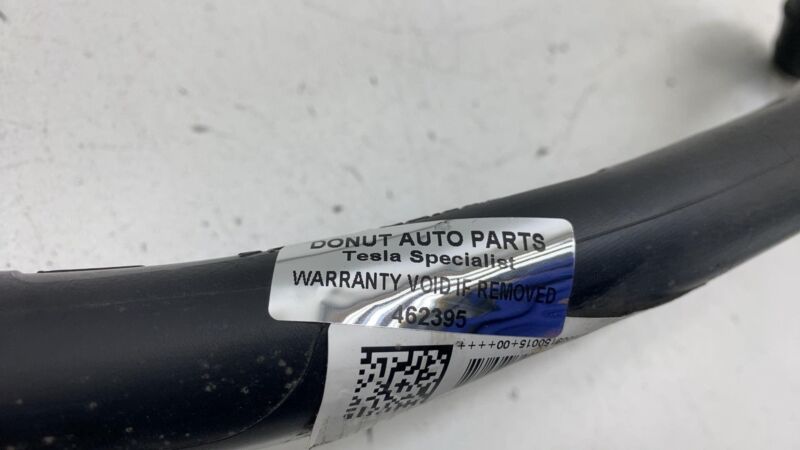 DONUT AUTO PARTS
Tesla Specialist
WARRANTY VOID IF REMOVED
462395